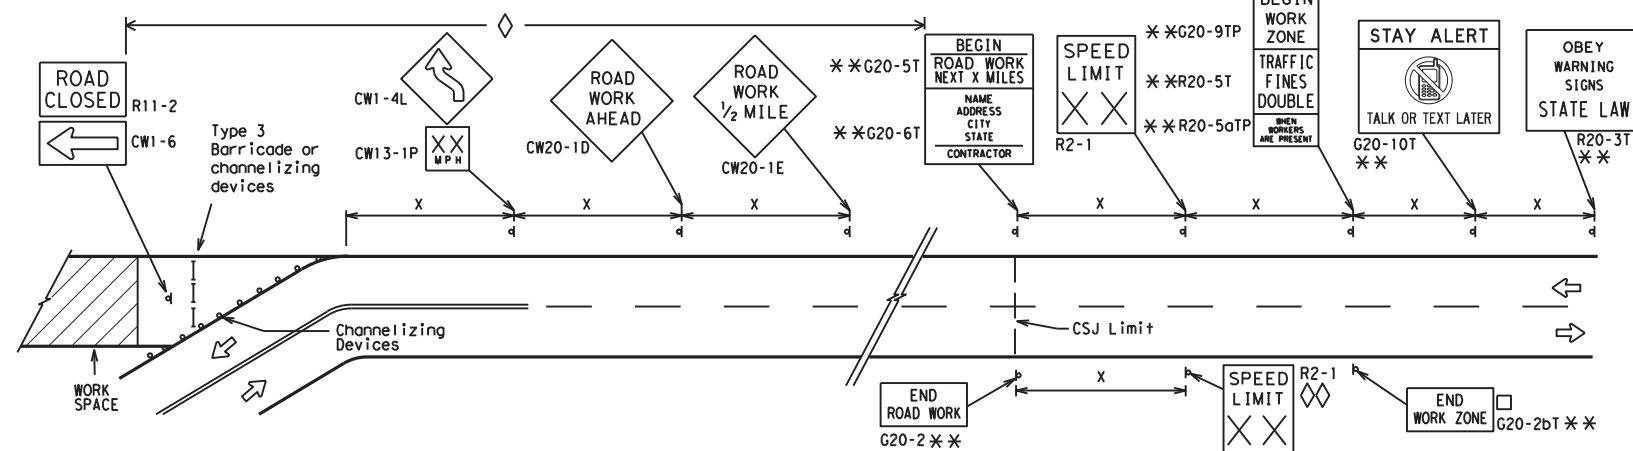 ROAD
CLOSED
R11-2
CW1-6
Type 3
Barricade or
channelizing
devices
CW1-4L
XX
MPH
CW13-1P
ROAD
WORK
AHEAD
CW20-1D
ROAD
WORK
1/2 MILE
CW20-1E
* *G20-5T
* *G20-6T
BEGIN
ROAD WORK
NEXT X MILES
NAME
ADDRESS
CITY
STATE
CONTRACTOR
SPEED
LIMIT
X X
R2-1
* *G20-9TP
* *R20-5T
* *R20-5aTP
BEGIN
WORK
ZONE
TRAFFIC
FINES
DOUBLE
WHEN
WORKERS
ARE PRESENT
STAY ALERT
TALK OR TEXT LATER
G20-10T
* *
OBEY
WARNING
SIGNS
STATE LAW
R20-3T
* *
X
X
X
X
X
X
X
Channelizing
Devices
WORK
SPACE
CSJ Limit
X
END
ROAD WORK
G20-2 * *
SPEED
LIMIT
X X
R2-1
END
WORK ZONE
G20-2bT * *